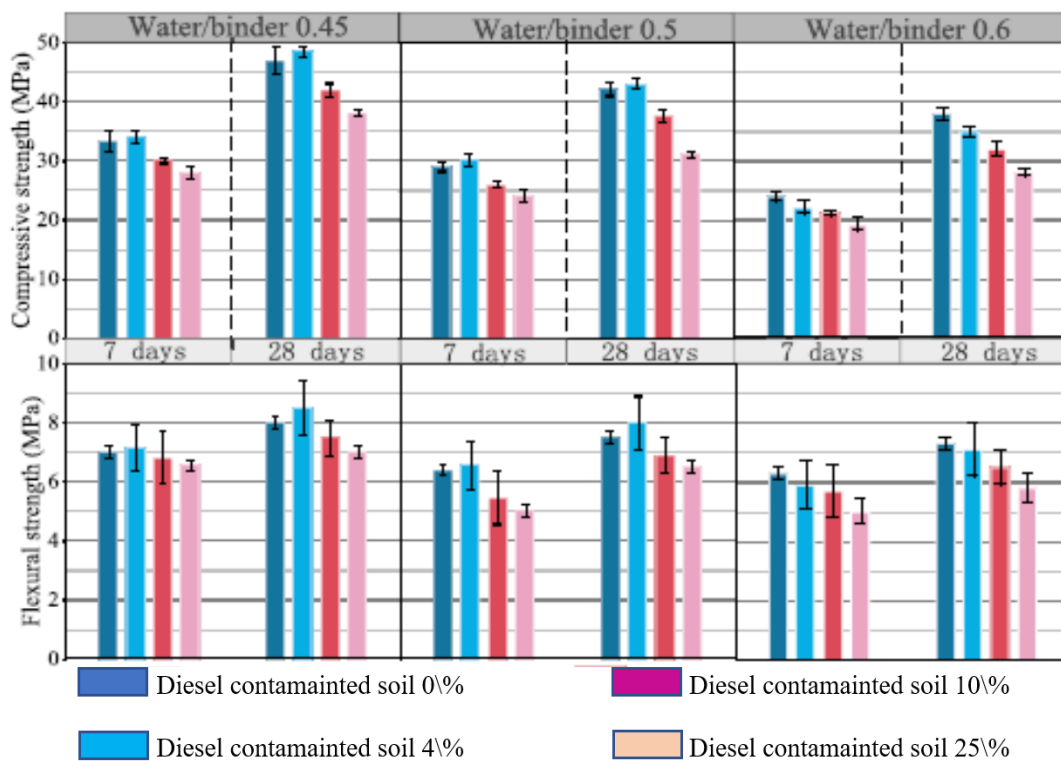 Water/binder 0.45 Water/binder 0.5 Water/binder 0.6
Compressive strength (MPa)
50
40
30
20
10
0
7 days 28 days 7 days 28 days 7 days 28 days
Flexural strength (MPa)
10
8
6
4
2
0
Diesel contamainted soil 0\% Diesel contamainted soil 10\%
Diesel contamainted soil 4\% Diesel contamainted soil 25\%